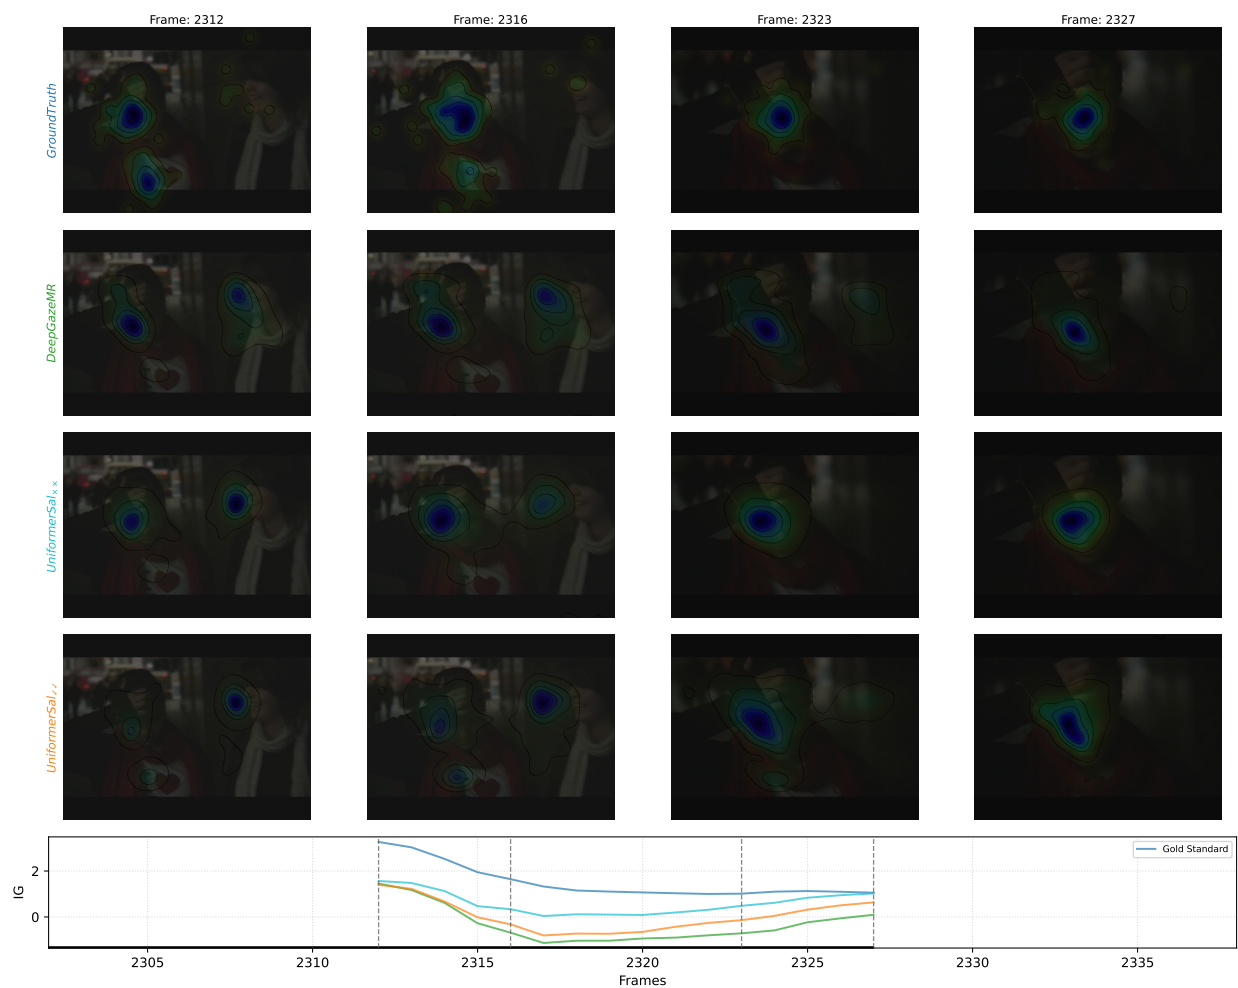 Frame: 2312
Frame: 2316
Frame: 2323
Frame: 2327
GroundTruth
DeepGazeMR
UniformerSal××
UniformerSal✓✓
Gold Standard
IG
2
0
2305
2310
2315
2320
2325
2330
2335
Frames